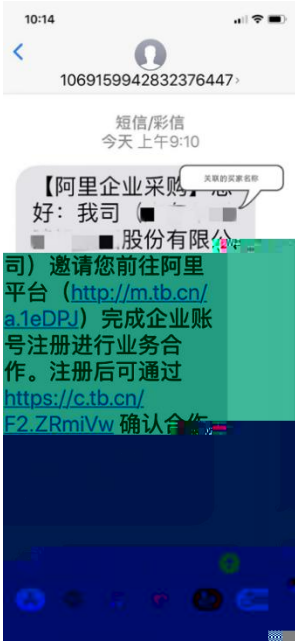 10:14
1069159942832376447
短信/彩信
今天 上午9:10
关联的买家名称
【阿里企业采购】您
好：我司（
股份有限公
司）邀请您前往阿里
平台（http://m.tb.cn/
a.1eDPJ）完成企业账
号注册进行业务合
作。注册后可通过
https://c.tb.cn/
F2.ZRmiVw 确认合作